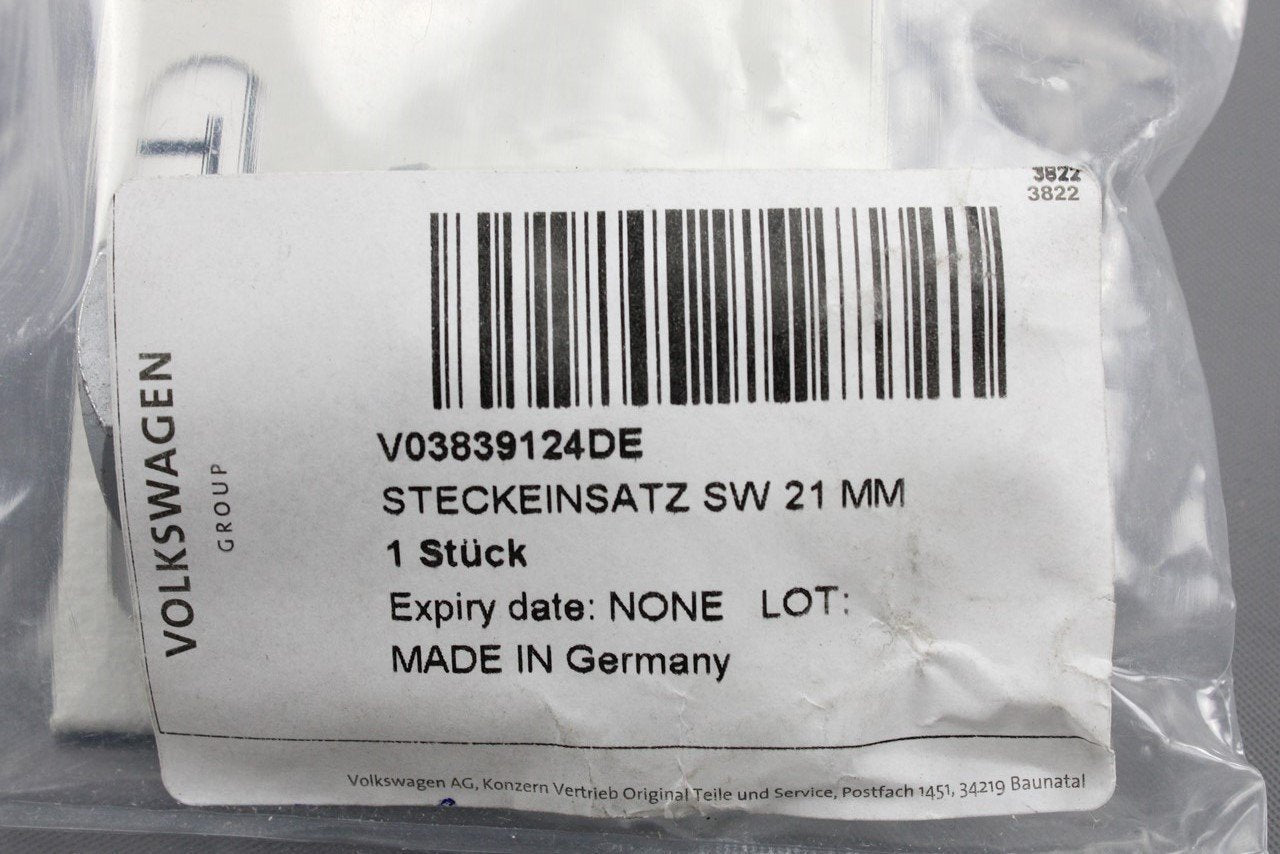 3822
3822
VOLKSWAGEN
GROUP
V03839124DE
STECKEINSATZ SW 21 MM
1 Stück
Expiry date: NONE LOT:
MADE IN Germany
Volkswagen AG, Konzern Vertrieb Original Teile und Service, Postfach 1451, 34219 Baunatal